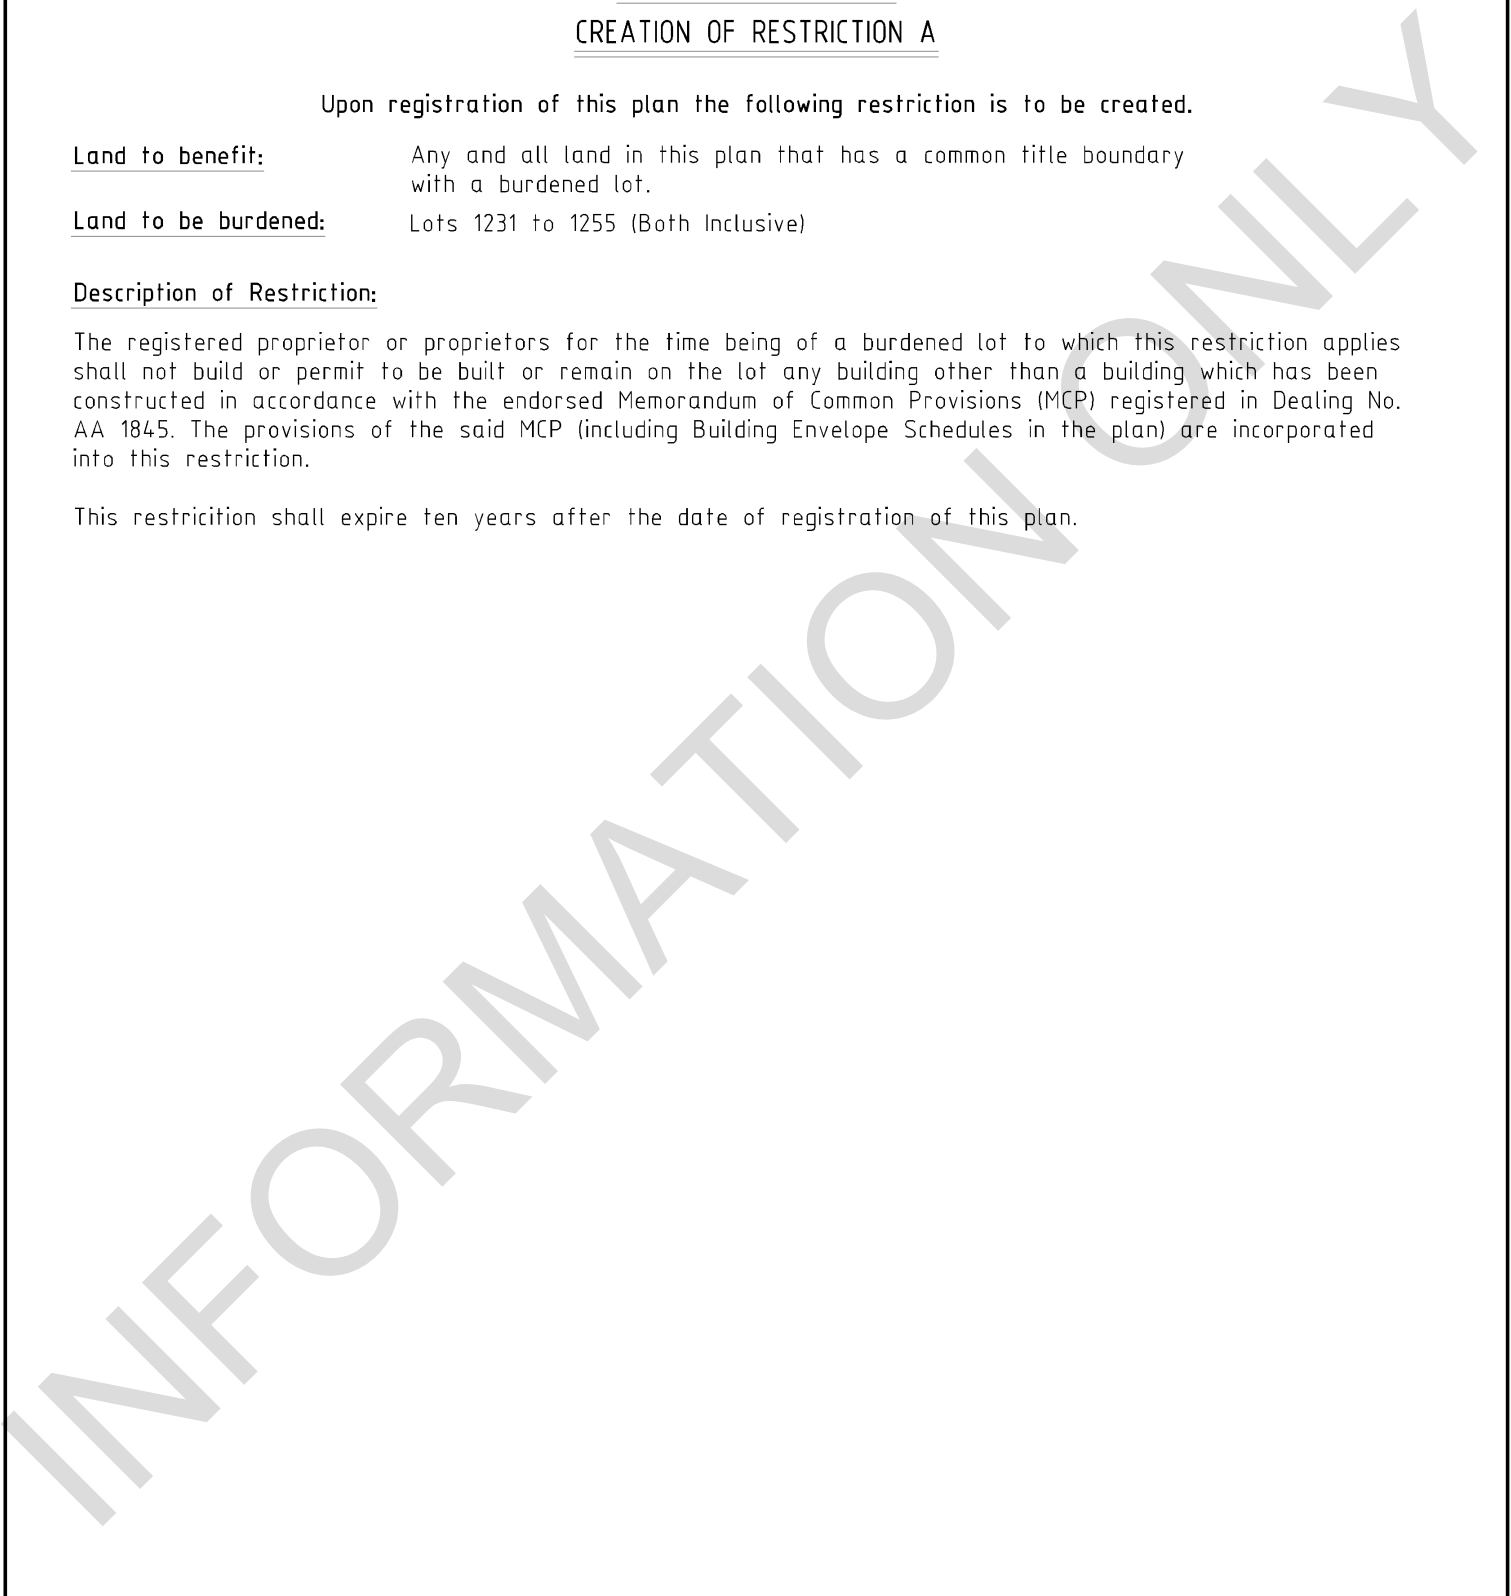 CREATION OF RESTRICTION A
Upon registration of this plan the following restriction is to be created.
Land to benefit: Any and all land in this plan that has a common title boundary
with a burdened lot.
Land to be burdened: Lots 1231 to 1255 (Both Inclusive)
Description of Restriction:
The registered proprietor or proprietors for the time being of a burdened lot to which this restriction applies
shall not build or permit to be built or remain on the lot any building other than a building which has been
constructed in accordance with the endorsed Memorandum of Common Provisions (MCP) registered in Dealing No.
AA 1845. The provisions of the said MCP (including Building Envelope Schedules in the plan) are incorporated
into this restriction.
This restricition shall expire ten years after the date of registration of this plan.
INFORMATION ONLY